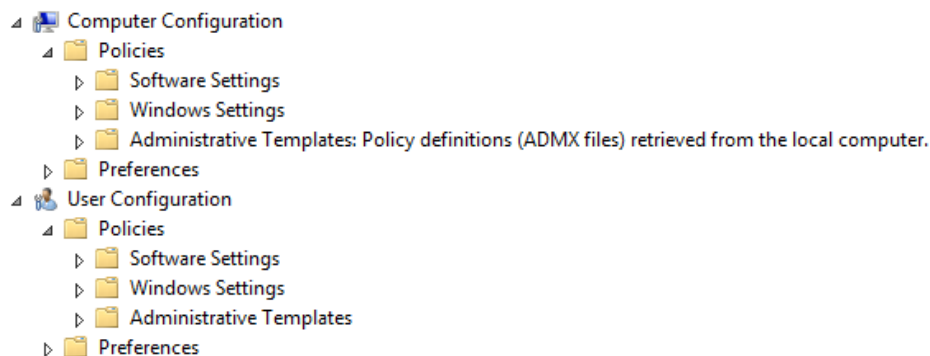 Computer Configuration
Policies
Software Settings
Windows Settings
Administrative Templates: Policy definitions (ADMX files) retrieved from the local computer.
Preferences
User Configuration
Policies
Software Settings
Windows Settings
Administrative Templates
Preferences